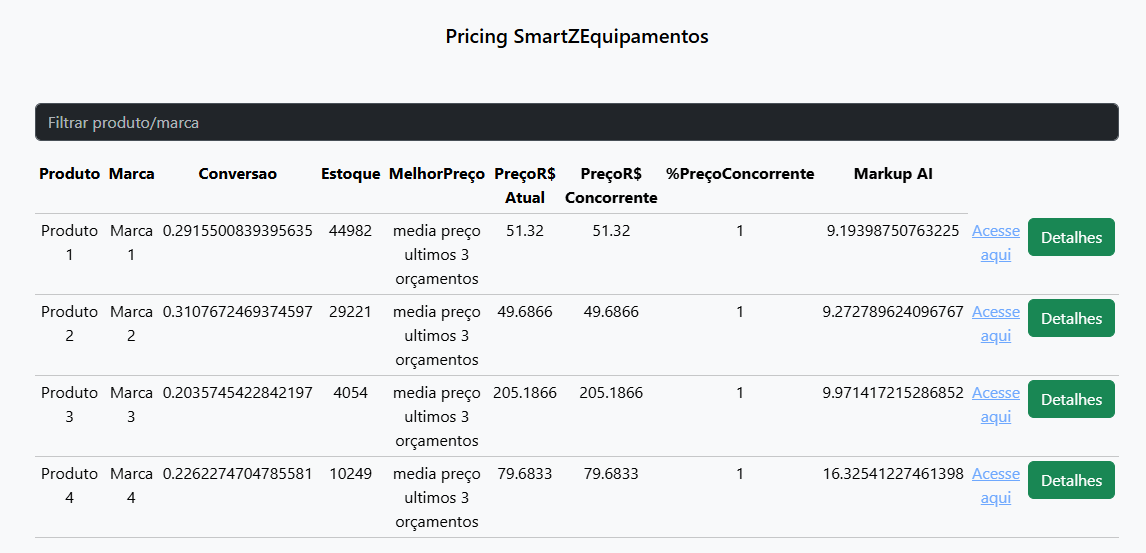 Pricing SmartZEquipamentos
Filtrar produto/marca
Produto Marca Conversao Estoque MelhorPreço PreçoR$ Atual PreçoR$ Concorrente %PreçoConcorrente Markup AI
Produto 1 Marca 1 0.2915500839395635 44982 media preço ultimos 3 orçamentos 51.32 51.32 1 9.19398750763225 Acesse aqui Detalhes
Produto 2 Marca 2 0.3107672469374597 29221 media preço ultimos 3 orçamentos 49.6866 49.6866 1 9.272789624096767 Acesse aqui Detalhes
Produto 3 Marca 3 0.2035745422842197 4054 media preço ultimos 3 orçamentos 205.1866 205.1866 1 9.971417215286852 Acesse aqui Detalhes
Produto 4 Marca 4 0.2262274704785581 10249 media preço ultimos 3 orçamentos 79.6833 79.6833 1 16.32541227461398 Acesse aqui Detalhes